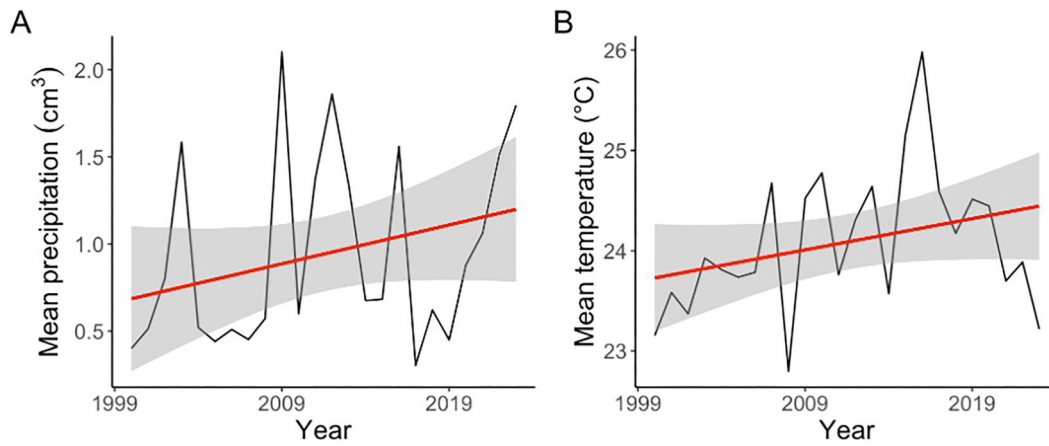 A
Mean precipitation (cm³)
2.0
1.5
1.0
0.5
1999 2009 2019
Year
B
Mean temperature (°C)
26
25
24
23
1999 2009 2019
Year